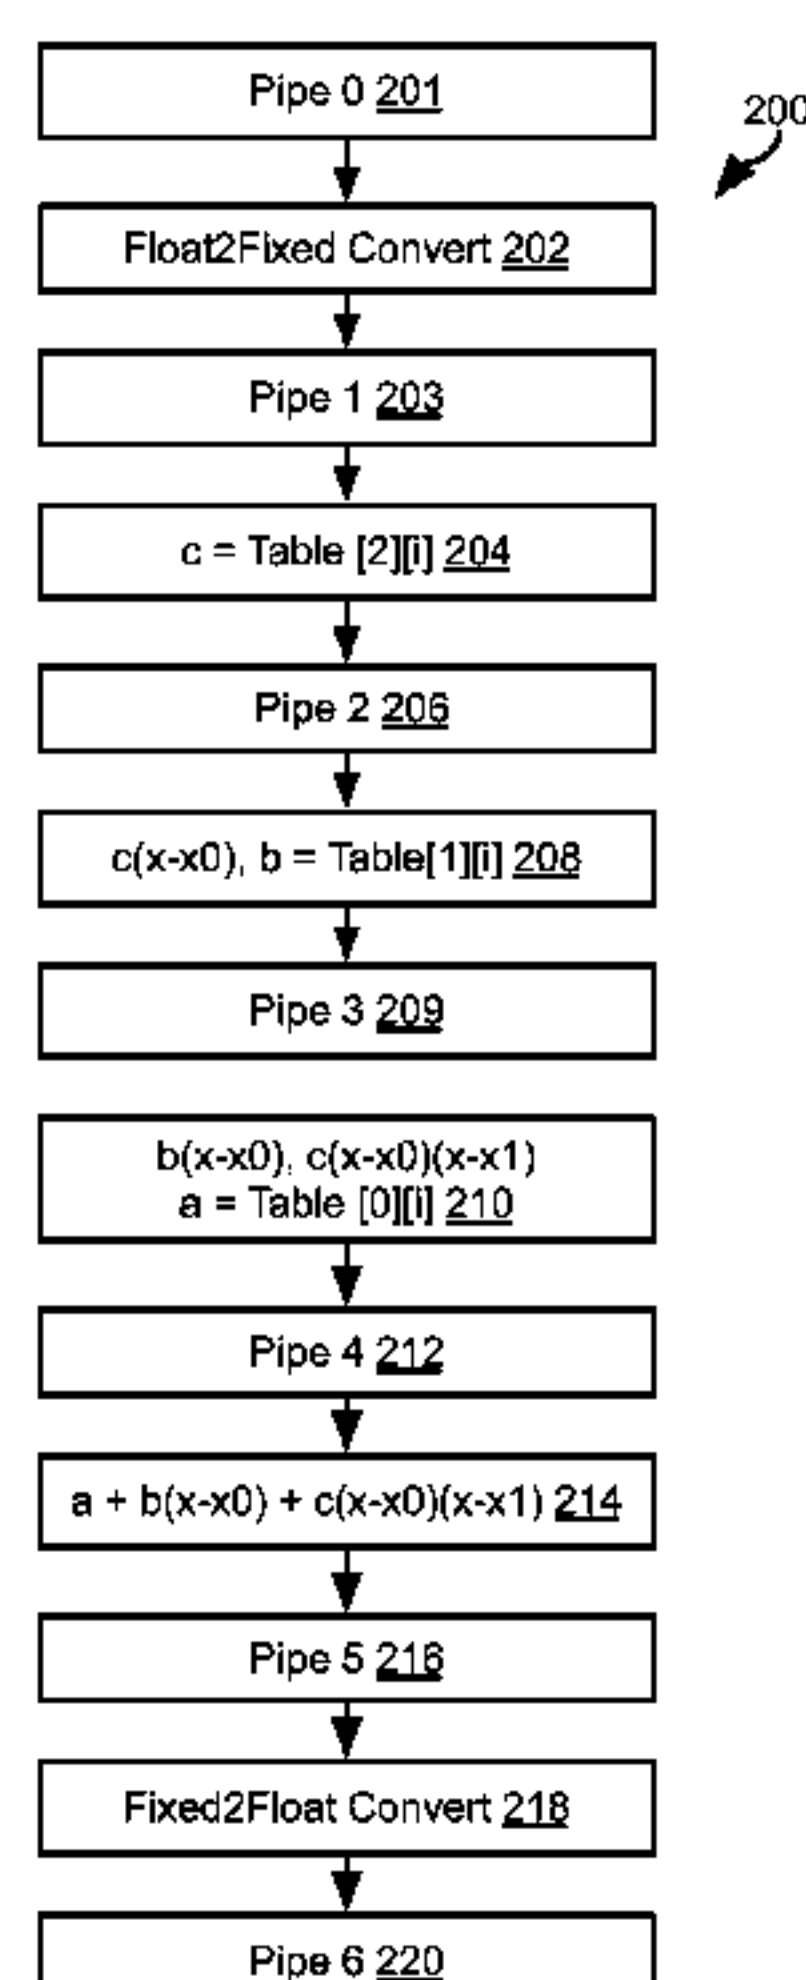 Pipe 0 201
200
Float2Fixed Convert 202
Pipe 1 203
c = Table [2][i] 204
Pipe 2 206
c(x-x0), b = Table[1][i] 208
Pipe 3 209
b(x-x0), c(x-x0)(x-x1)
a = Table [0][i] 210
Pipe 4 212
a + b(x-x0) + c(x-x0)(x-x1) 214
Pipe 5 216
Fixed2Float Convert 218
Pipe 6 220